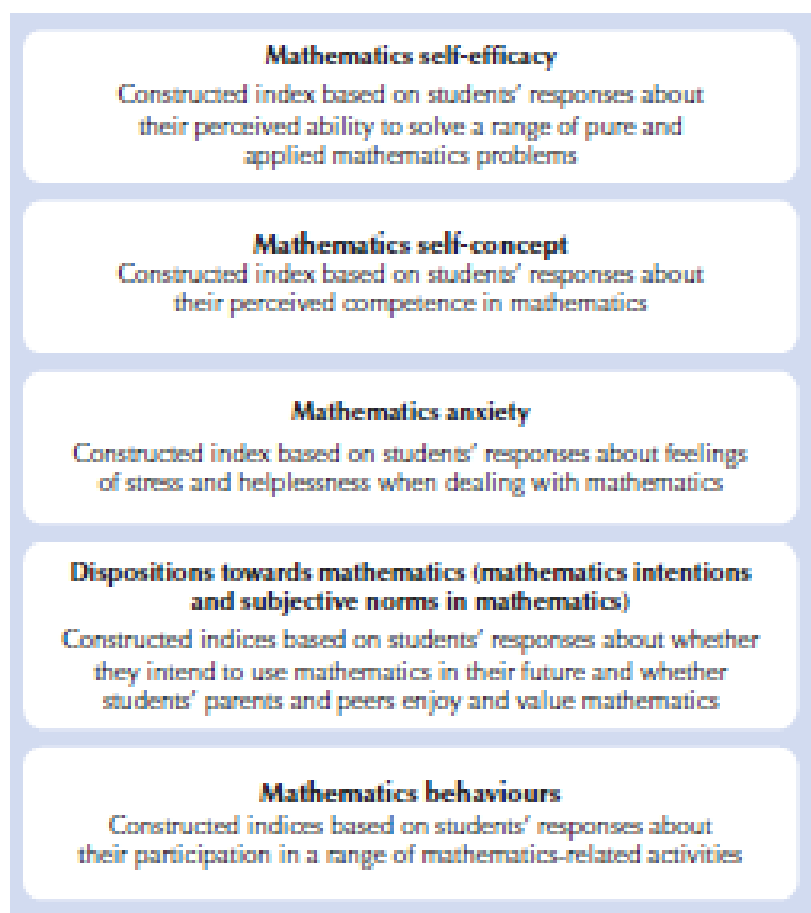 Mathematics self-efficacy
Constructed index based on students' responses about
their perceived ability to solve a range of pure and
applied mathematics problems
Mathematics self-concept
Constructed index based on students' responses about
their perceived competence in mathematics
Mathematics anxiety
Constructed index based on students' responses about feelings
of stress and helplessness when dealing with mathematics
Dispositions towards mathematics (mathematics intentions
and subjective norms in mathematics)
Constructed indices based on students' responses about whether
they intend to use mathematics in their future and whether
students' parents and peers enjoy and value mathematics
Mathematics behaviours
Constructed indices based on students' responses about
their participation in a range of mathematics-related activities